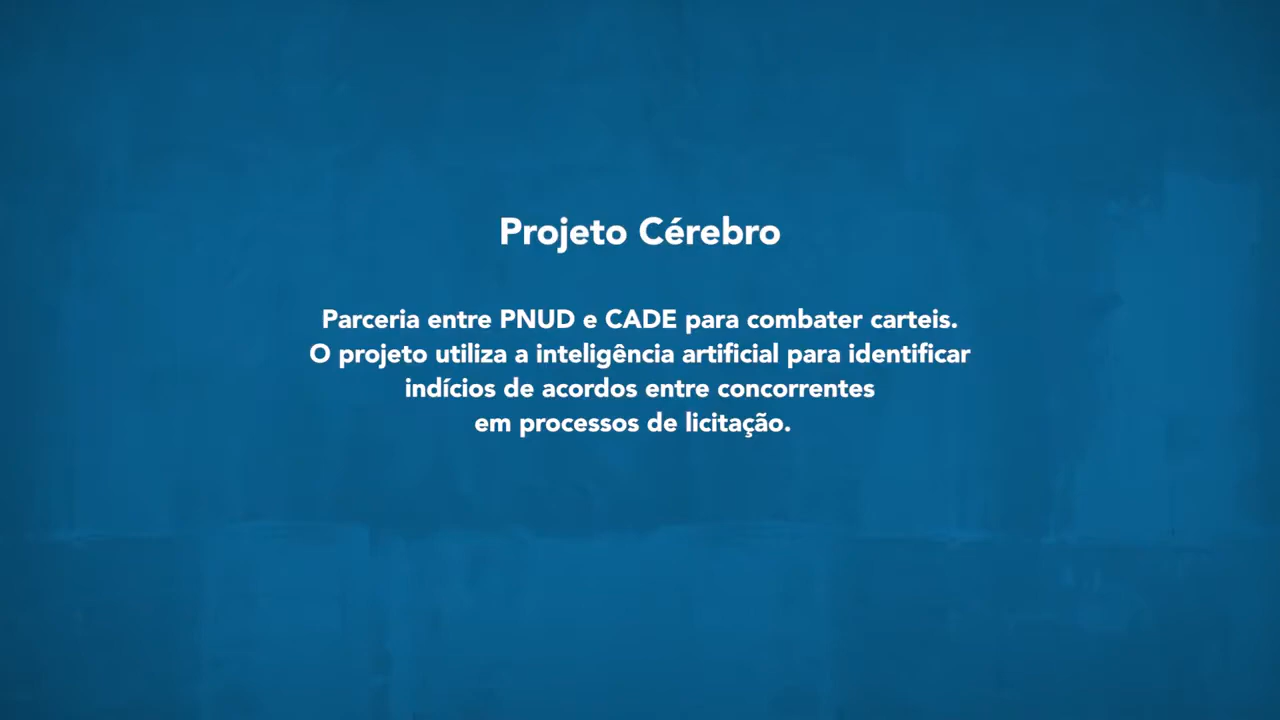 Projeto Cérebro
Parceria entre PNUD e CADE para combater carteis.
O projeto utiliza a inteligência artificial para identificar
indícios de acordos entre concorrentes
em processos de licitação.